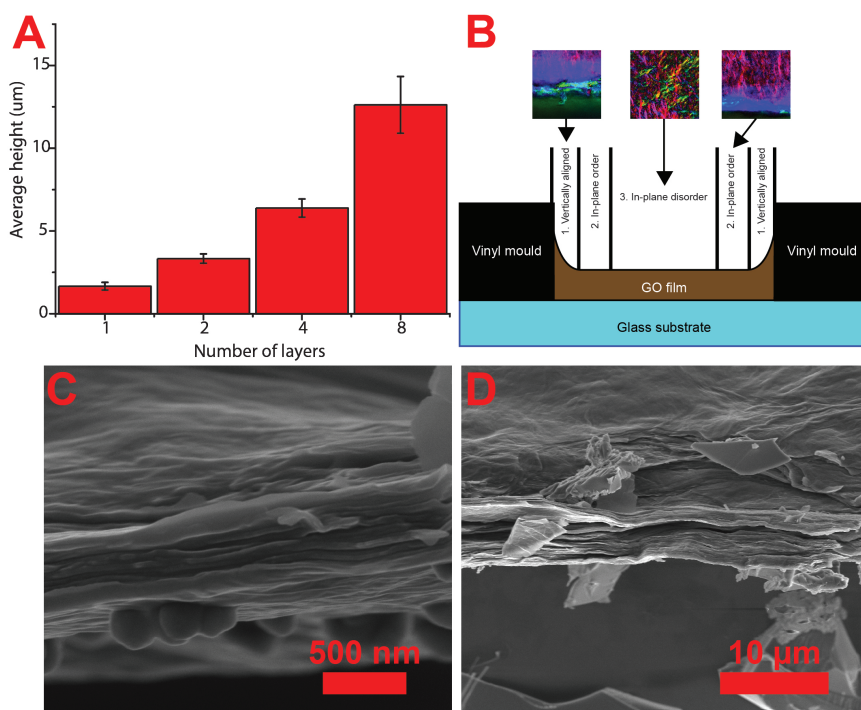 A
Average height (um)
15
10
5
0
1
2
4
8
Number of layers
B
1. Vertically aligned
2. In-plane order
3. In-plane disorder
2. In-plane order
1. Vertically aligned
Vinyl mould
Vinyl mould
GO film
Glass substrate
C
500 nm
D
10 µm